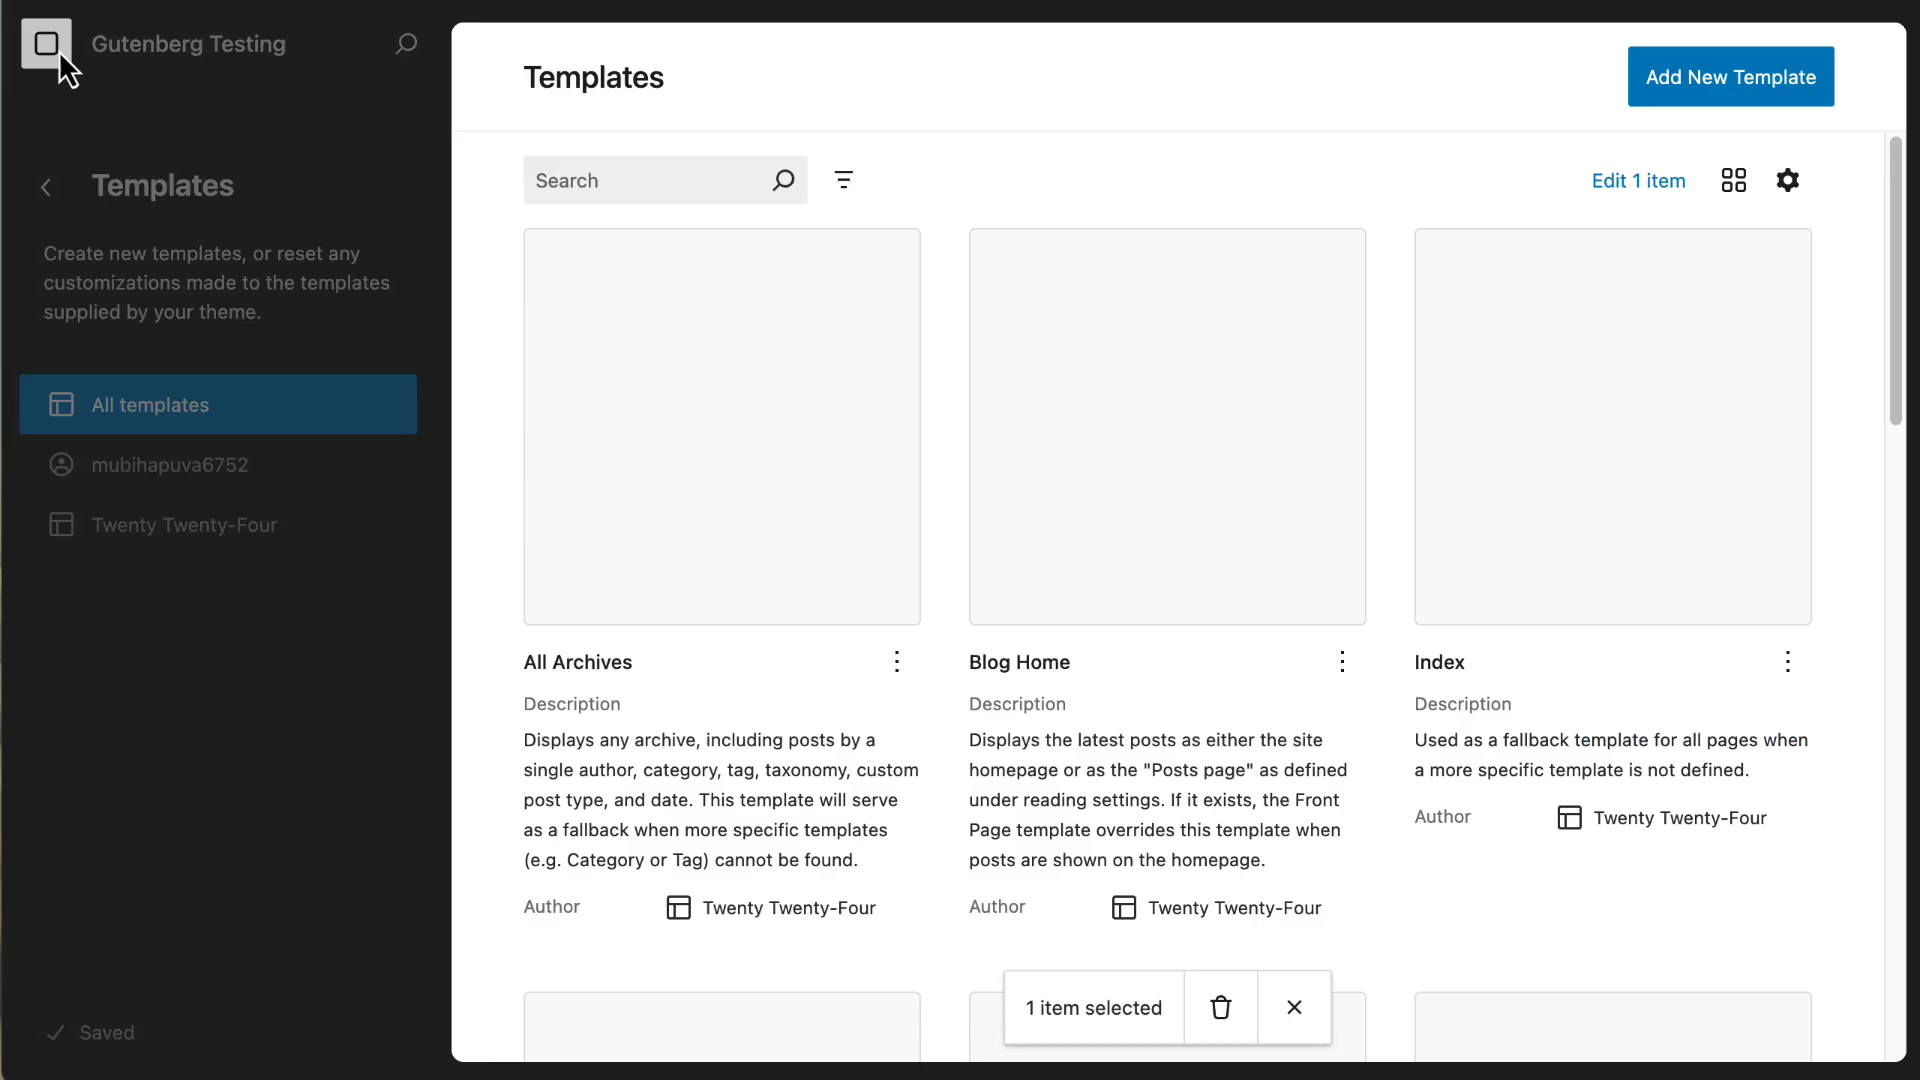 Gutenberg Testing
Templates
Create new templates, or reset any
customizations made to the templates
supplied by your theme.
All templates
mubihapuva6752
Twenty Twenty-Four
Saved
Templates
Add New Template
Search
Edit 1 item
All Archives
Description
Displays any archive, including posts by a
single author, category, tag, taxonomy, custom
post type, and date. This template will serve
as a fallback when more specific templates
(e.g. Category or Tag) cannot be found.
Author
Twenty Twenty-Four
Blog Home
Description
Displays the latest posts as either the site
homepage or as the "Posts page" as defined
under reading settings. If it exists, the Front
Page template overrides this template when
posts are shown on the homepage.
Author
Twenty Twenty-Four
Index
Description
Used as a fallback template for all pages when
a more specific template is not defined.
Author
Twenty Twenty-Four
1 item selected